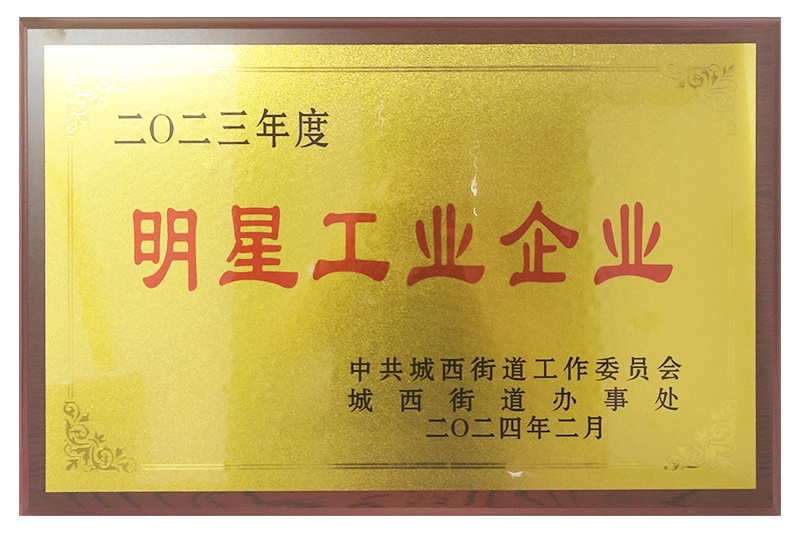 二〇二三年度
明星工业企业
中共城西街道工作委员会
城西街道办事处
二〇二四年二月